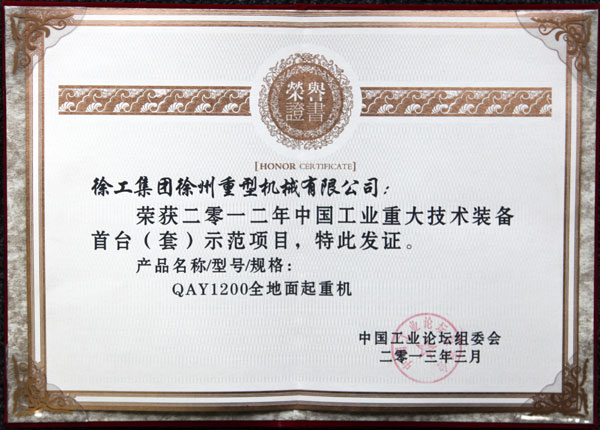 榮譽
證書
[HONOR CERTIFICATE]
徐工集团徐州重型机械有限公司：
荣获二零一二年中国工业重大技术装备
首台（套）示范项目，特此发证。
产品名称/型号/规格：
QAY1200全地面起重机
中国工业论坛组委会
二零一三年三月